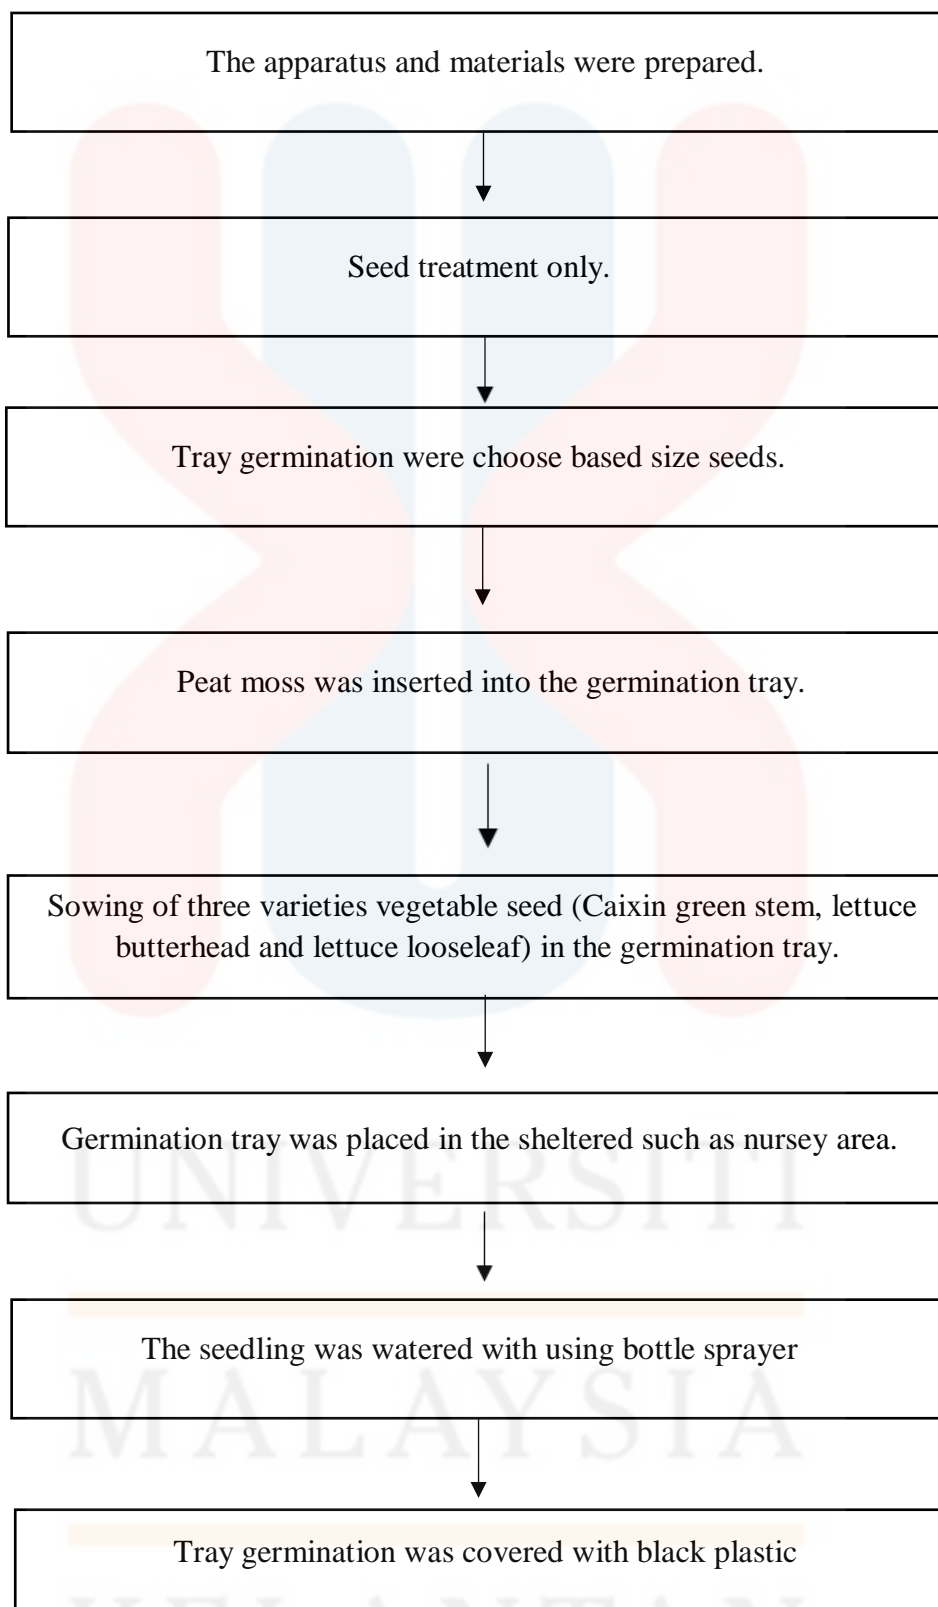 The apparatus and materials were prepared.
Seed treatment only.
Tray germination were choose based size seeds.
Peat moss was inserted into the germination tray.
Sowing of three varieties vegetable seed (Caixin green stem, lettuce
butterhead and lettuce looseleaf) in the germination tray.
Germination tray was placed in the sheltered such as nursey area.
UNIVERSITI
The seedling was watered with using bottle sprayer
MALAYSIA
Tray germination was covered with black plastic
KELANTAN